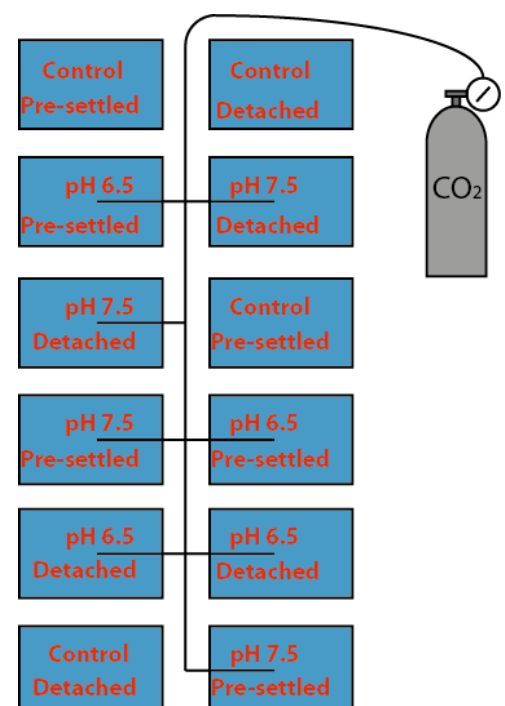 Control
Pre-settled
Control
Detached
pH 6.5
Pre-settled
pH 7.5
Detached
CO₂
pH 7.5
Detached
Control
Pre-settled
pH 7.5
Pre-settled
pH 6.5
Pre-settled
pH 6.5
Detached
pH 6.5
Detached
Control
Detached
pH 7.5
Pre-settled